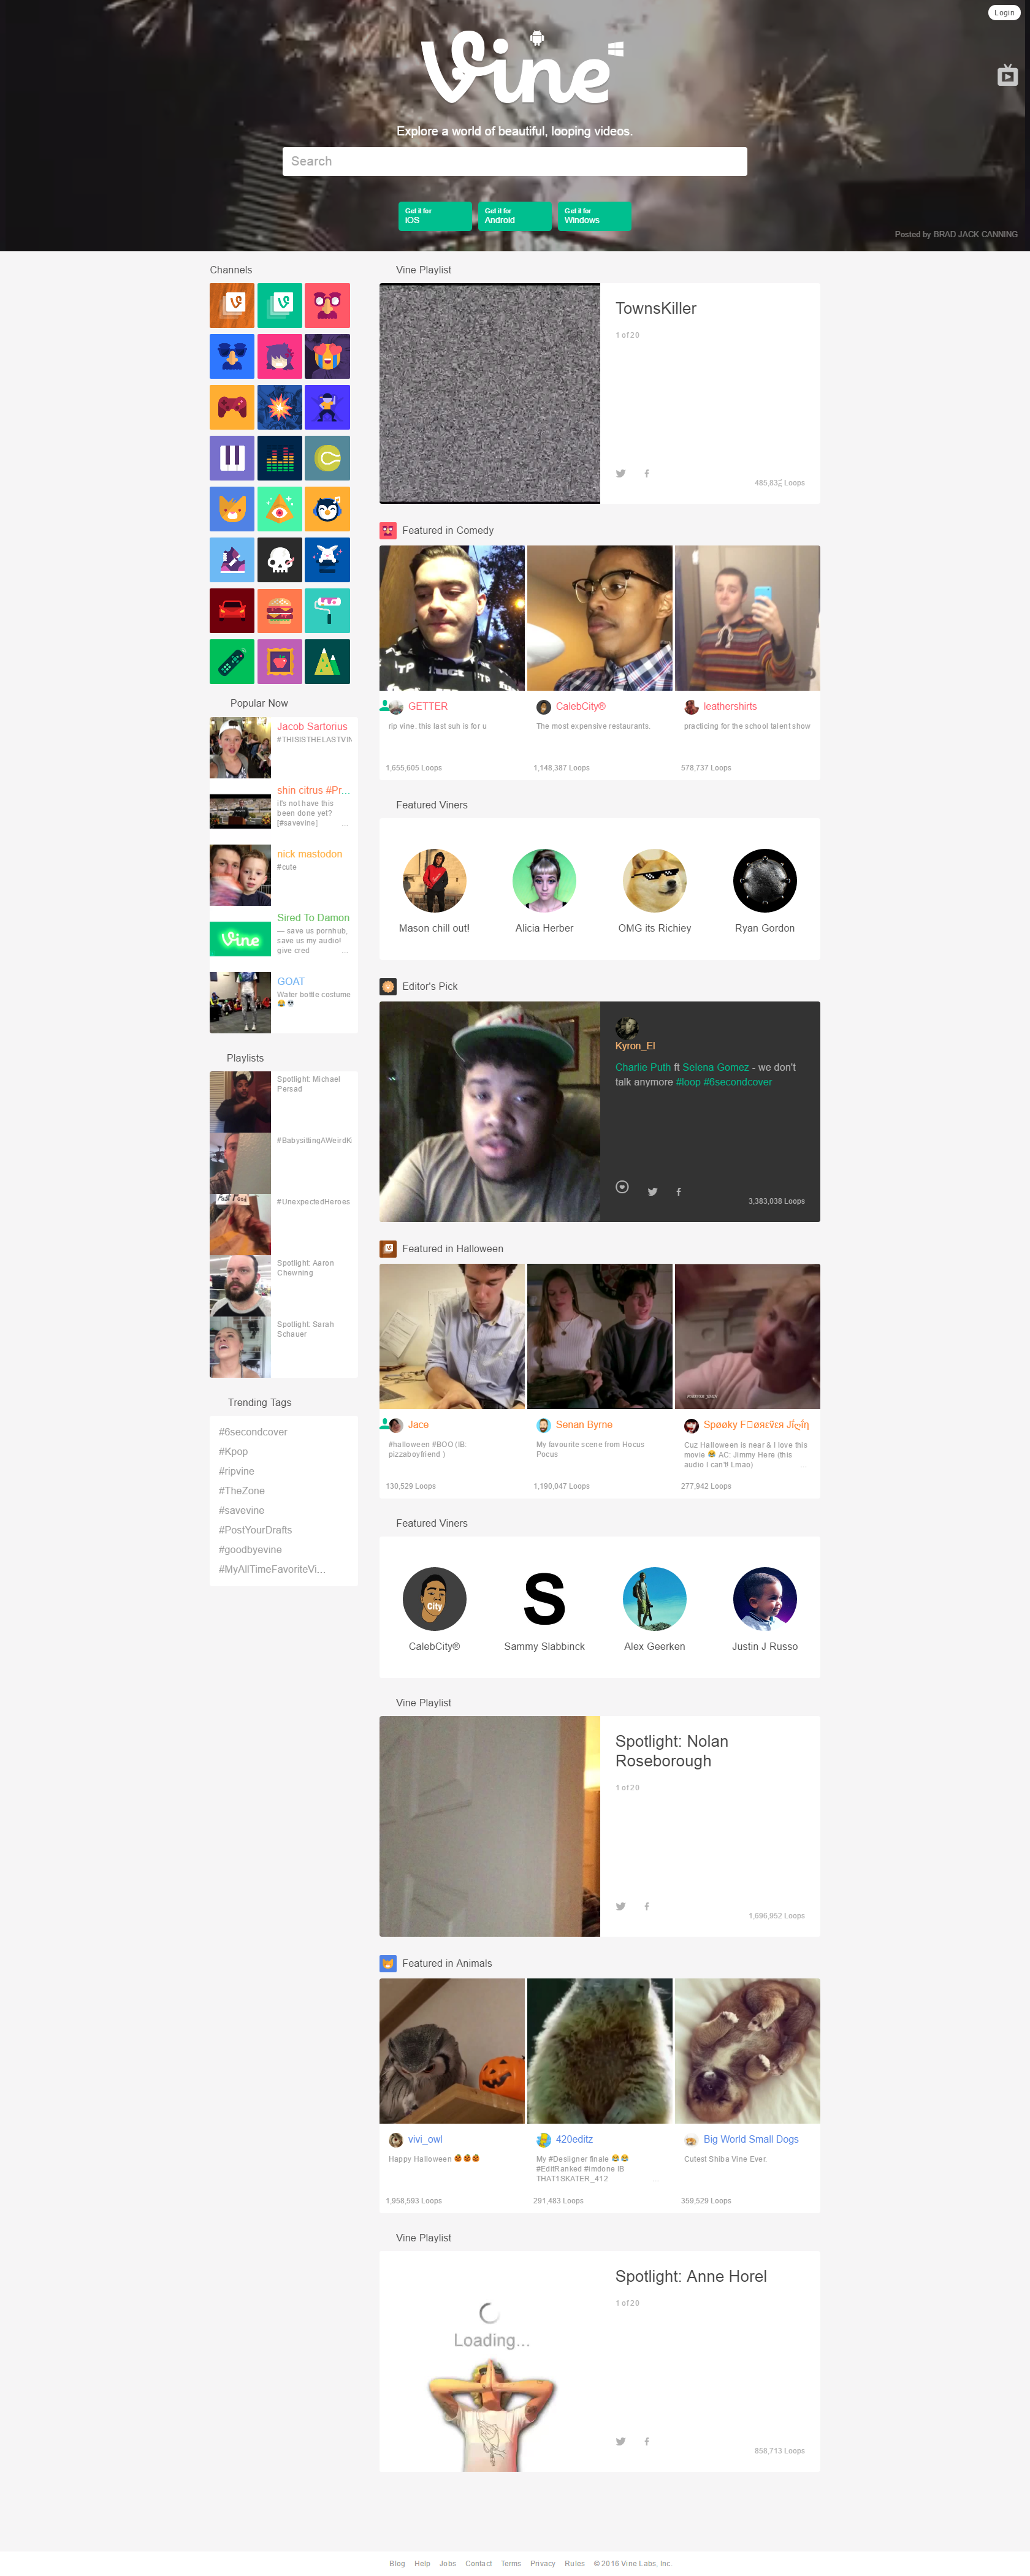 Login
Vine
Explore a world of beautiful, looping videos.
Search
Get it for
iOS
Get it for
Android
Get it for
Windows
Posted by BRAD JACK CANNING
Channels
Popular Now
Jacob Sartorius
#THISISTHELASTVIN
shin citrus #Pr...
it's not have this
been done yet?
[#savevine] ...
nick mastodon
#cute
Vine
Sired To Damon
— save us pornhub,
save us my audio!
give cred ...
GOAT
Water bottle costume
😂💀
Playlists
Spotlight: Michael
Persad
#BabysittingAWeirdK
#UnexpectedHeroes
Spotlight: Aaron
Chewning
Spotlight: Sarah
Schauer
Trending Tags
#6secondcover
#Kpop
#ripvine
#TheZone
#savevine
#PostYourDrafts
#goodbyevine
#MyAllTimeFavoriteVi...
Vine Playlist
TownsKiller
1 of 20
Loops
Featured in Comedy
GETTER
rip vine. this last suh is for u
1,655,605 Loops
CalebCity®
The most expensive restaurants.
1,148,387 Loops
leathershirts
practicing for the school talent show
578,737 Loops
Featured Viners
Mason chill out!
Alicia Herber
OMG its Richiey
Ryan Gordon
Editor's Pick
Kyron_El
Charlie Puth ft Selena Gomez - we don't
talk anymore #loop #6secondcover
3,383,038 Loops
Featured in Halloween
Jace
#halloween #BOO (IB:
pizzaboyfriend )
130,529 Loops
Senan Byrne
My favourite scene from Hocus
Pocus
1,190,047 Loops
Cuz Halloween is near & I love this
movie 😂 AC: Jimmy Here (this
audio I can't! Lmao) ...
277,942 Loops
Featured Viners
City
CalebCity®
S
Sammy Slabbinck
Alex Geerken
Justin J Russo
Vine Playlist
Spotlight: Nolan
Roseborough
1 of 20
1,696,952 Loops
Featured in Animals
vivi_owl
Happy Halloween 🎃🎃🎃
1,958,593 Loops
420editz
My #Desiigner finale 😂😂
#EditRanked #imdone IB
THAT1SKATER_412 ...
291,483 Loops
Big World Small Dogs
Cutest Shiba Vine Ever.
359,529 Loops
Vine Playlist
Loading...
Spotlight: Anne Horel
1 of 20
858,713 Loops
Blog Help Jobs Contact Terms Privacy Rules © 2016 Vine Labs, Inc.